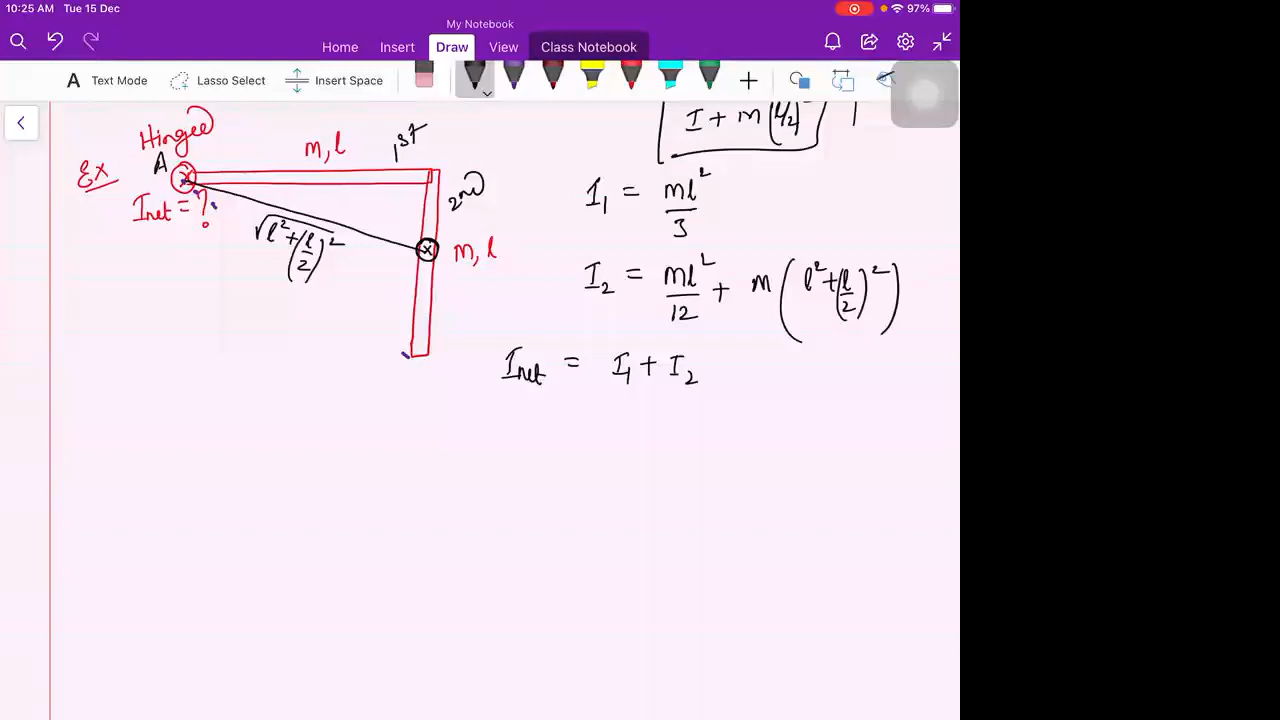 10:25 AM Tue 15 Dec
97%
My Notebook
Home Insert Draw View Class Notebook
Text Mode Lasso Select Insert Space
Hinged
Ex
A
m, l
1st
2nd
Inet = ?
√l²+(l/2)²
m, l
I + m(l/2)²
I₁ = ml²/3
I₂ = ml²/12 + m(l²+(l/2)²)
Inet = I₁ + I₂